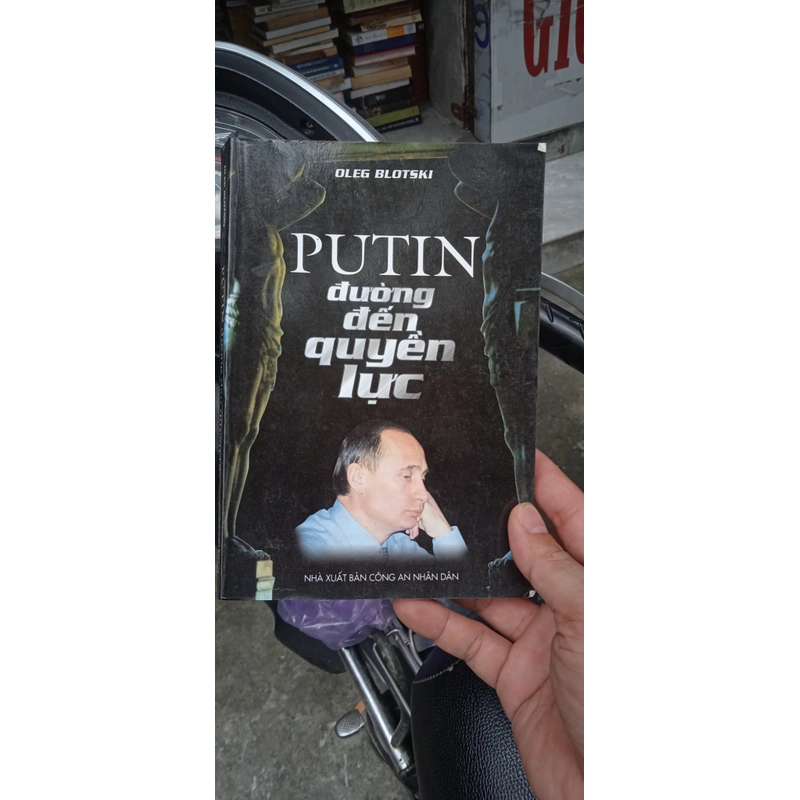 OLEG BLOTSKI
PUTIN
đường
đến
quyền
lực
NHÀ XUẤT BẢN CÔNG AN NHÂN DÂN